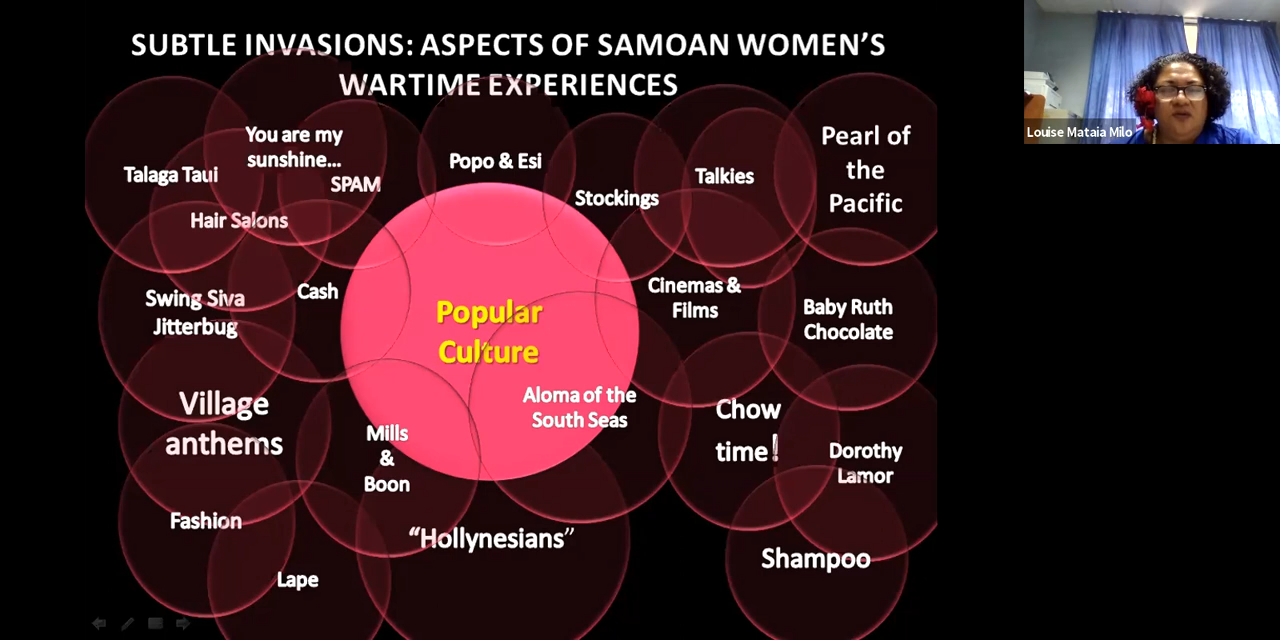 SUBTLE INVASIONS: ASPECTS OF SAMOAN WOMEN'S
WARTIME EXPERIENCES
Louise Mataia Milo
You are my
sunshine...
Talaga Taui
SPAM
Hair Salons
Popo & Esi
Stockings
Talkies
Pearl of
the
Pacific
Swing Siva
Jitterbug
Cash
Popular
Culture
Cinemas &
Films
Baby Ruth
Chocolate
Village
anthems
Mills
&
Boon
Aloma of the
South Seas
Chow
time!
Dorothy
Lamor
Fashion
Lape
"Hollynesians"
Shampoo